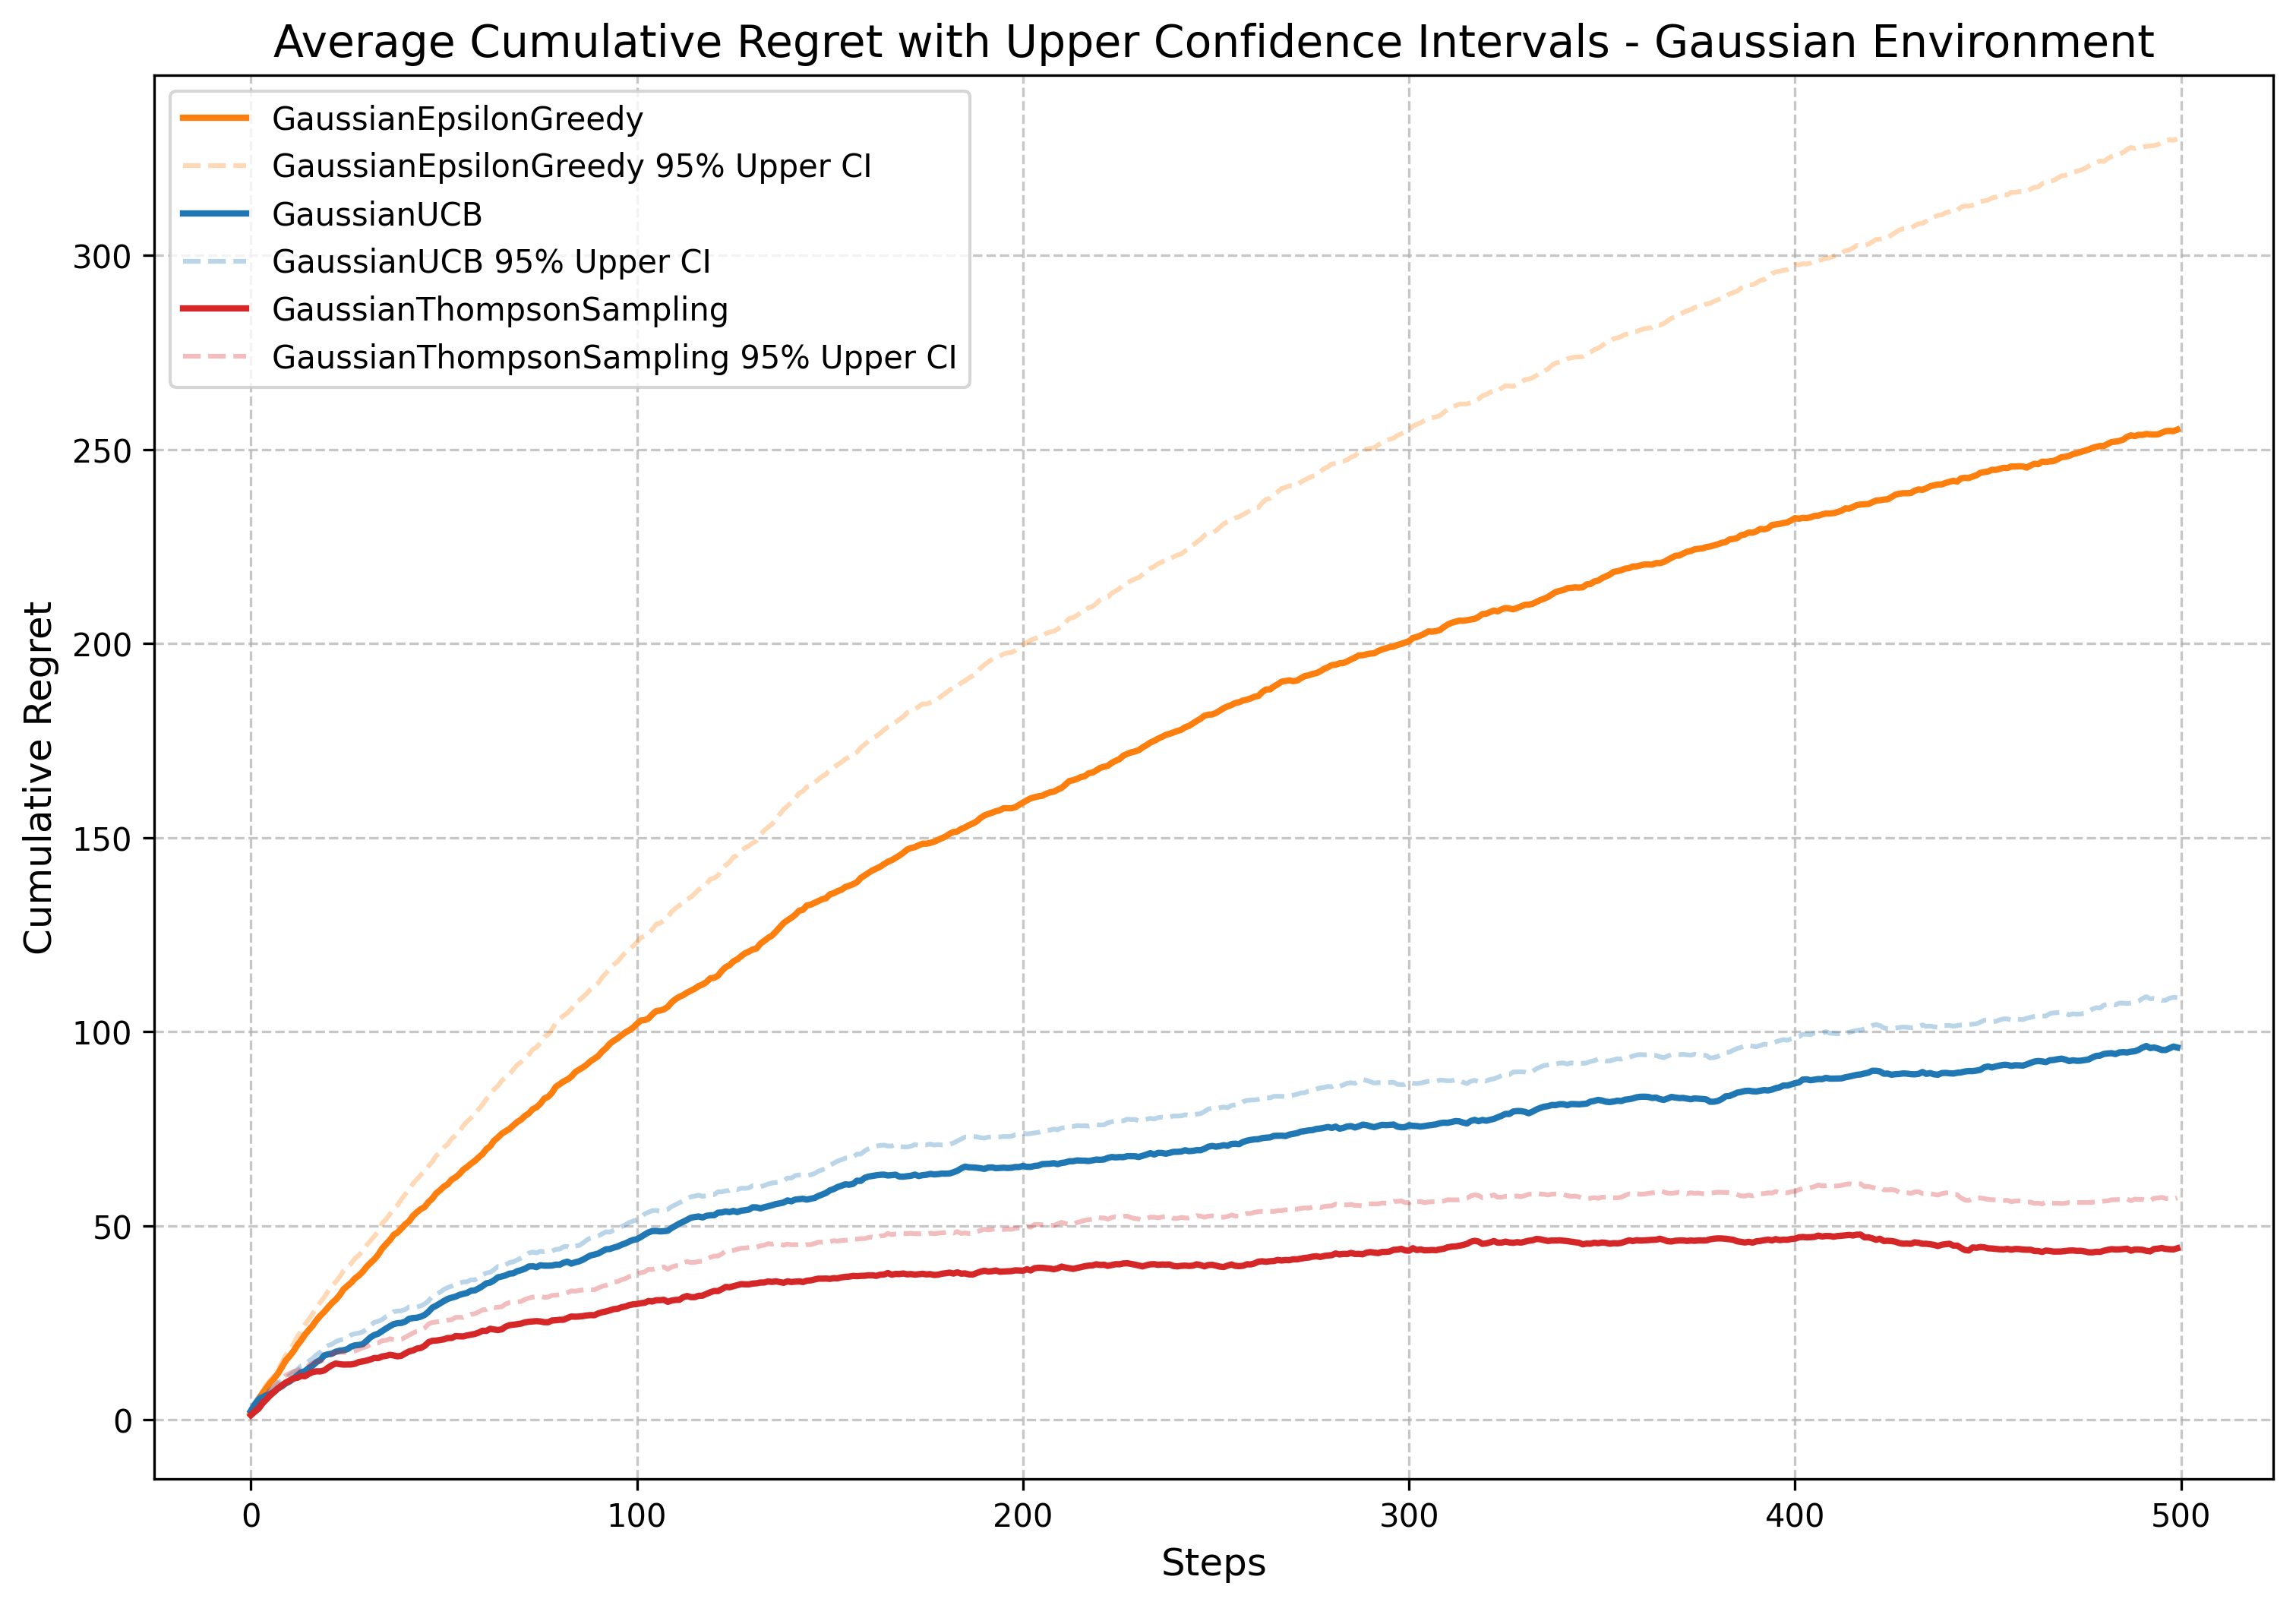 Average Cumulative Regret with Upper Confidence Intervals - Gaussian Environment
GaussianEpsilonGreedy
GaussianEpsilonGreedy 95% Upper CI
GaussianUCB
GaussianUCB 95% Upper CI
GaussianThompsonSampling
GaussianThompsonSampling 95% Upper CI
300
250
200
150
100
50
0
Cumulative Regret
0 100 200 300 400 500
Steps